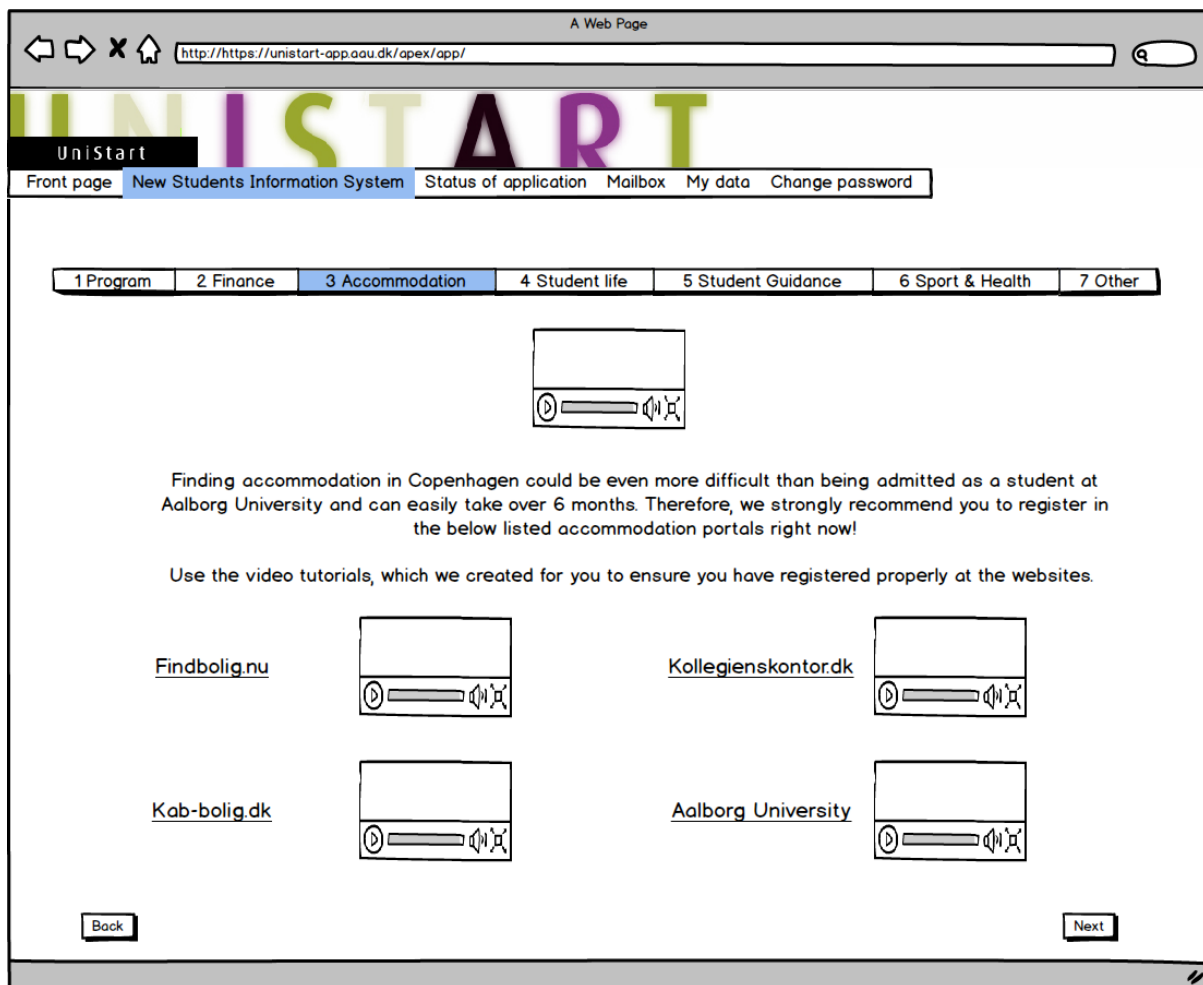 A Web Page
http://https://unistart-app.aau.dk/apex/app/
UNISTART
UniStart
Front page New Students Information System Status of application Mailbox My data Change password
1 Program 2 Finance 3 Accommodation 4 Student life 5 Student Guidance 6 Sport & Health 7 Other
Finding accommodation in Copenhagen could be even more difficult than being admitted as a student at
Aalborg University and can easily take over 6 months. Therefore, we strongly recommend you to register in
the below listed accommodation portals right now!
Use the video tutorials, which we created for you to ensure you have registered properly at the websites.
Findbolig.nu Kollegienskontor.dk
Kab-bolig.dk Aalborg University
Back Next